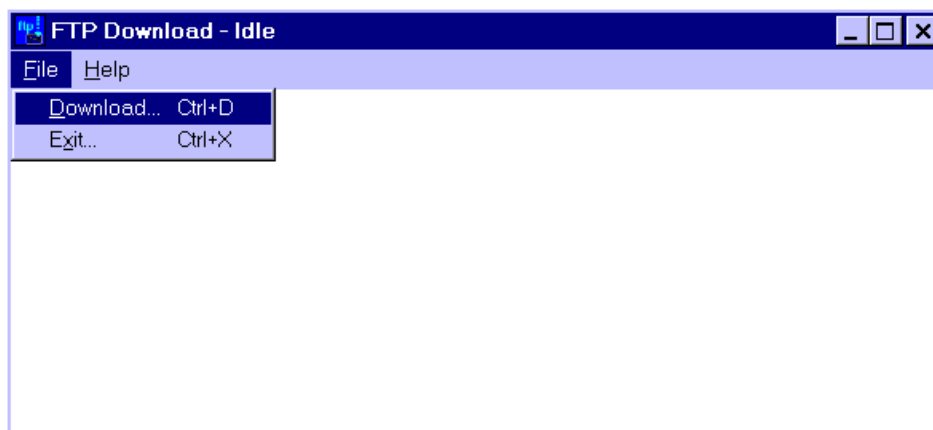 FTP Download - Idle
File Help
Download... Ctrl+D
Exit... Ctrl+X